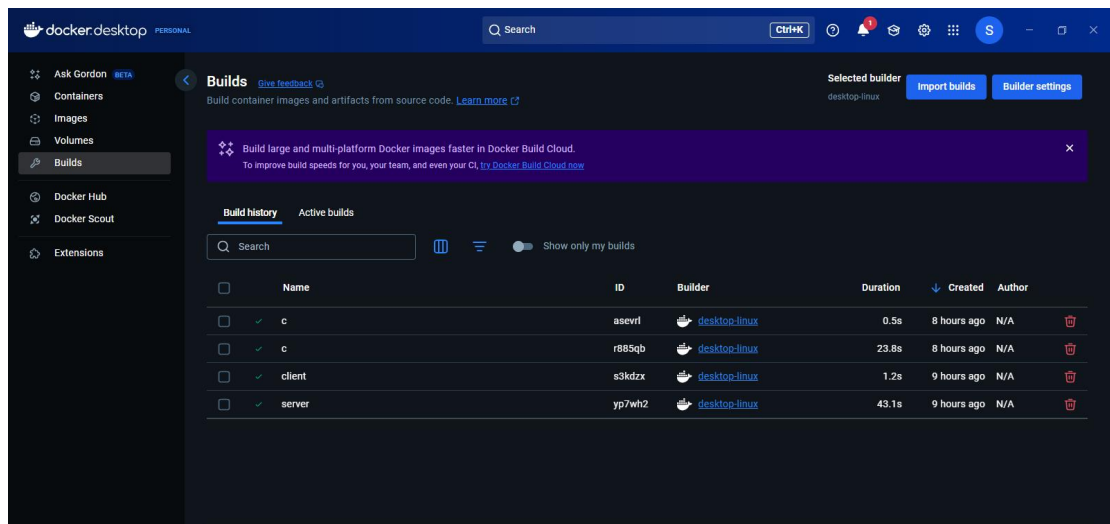 docker.desktop PERSONAL
Search
Ctrl+K
1
S
Ask Gordon BETA
Containers
Images
Volumes
Builds
Docker Hub
Docker Scout
Extensions
Builds Give feedback
Build container images and artifacts from source code. Learn more
Selected builder
desktop-linux
Import builds
Builder settings
Build large and multi-platform Docker images faster in Docker Build Cloud.
To improve build speeds for you, your team, and even your CI, try Docker Build Cloud now
Build history Active builds
Search
Show only my builds
Name ID Builder Duration Created Author
c asevrl desktop-linux 0.5s 8 hours ago N/A
c r885qb desktop-linux 23.8s 8 hours ago N/A
client s3kdzx desktop-linux 1.2s 9 hours ago N/A
server yp7wh2 desktop-linux 43.1s 9 hours ago N/A